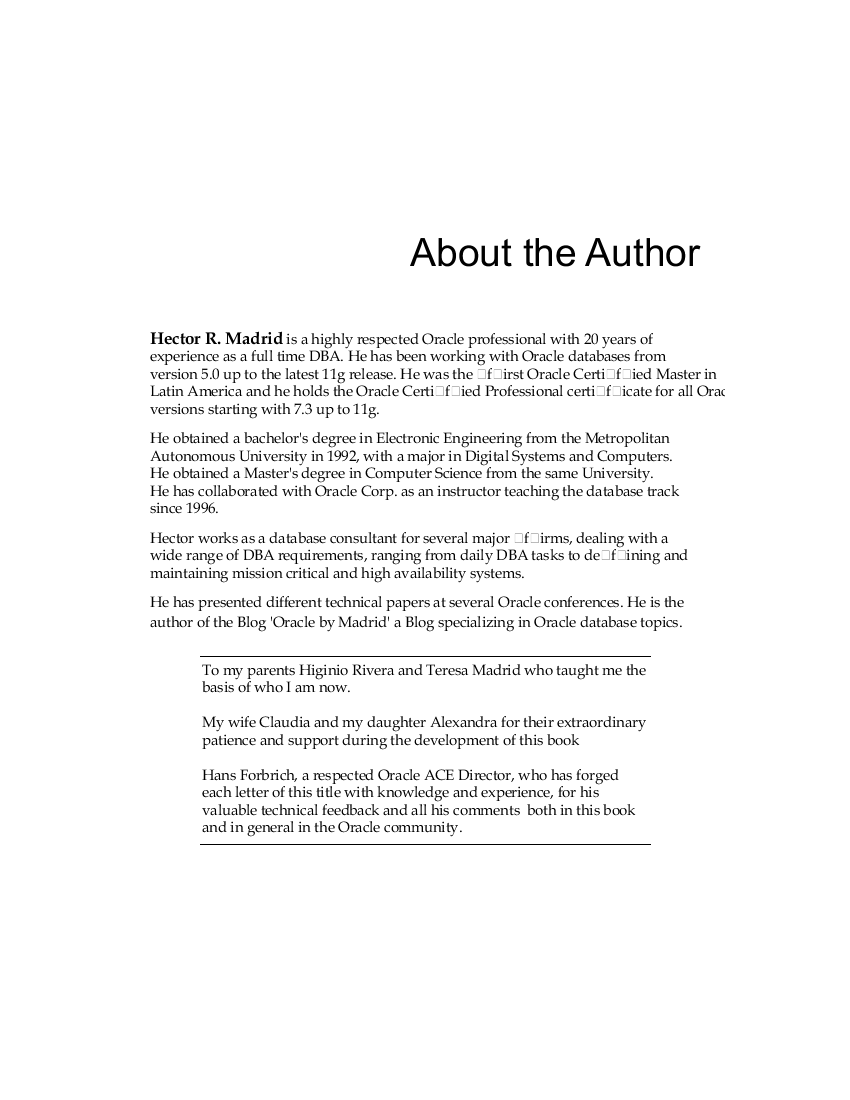 About the Author
Hector R. Madrid is a highly respected Oracle professional with 20 years of
experience as a full time DBA. He has been working with Oracle databases from
version 5.0 up to the latest 11g release. He was the □f□irst Oracle Certi□f□ied Master in
Latin America and he holds the Oracle Certi□f□ied Professional certi□f□icate for all Orac
versions starting with 7.3 up to 11g.
He obtained a bachelor's degree in Electronic Engineering from the Metropolitan
Autonomous University in 1992, with a major in Digital Systems and Computers.
He obtained a Master's degree in Computer Science from the same University.
He has collaborated with Oracle Corp. as an instructor teaching the database track
since 1996.
Hector works as a database consultant for several major □f□irms, dealing with a
wide range of DBA requirements, ranging from daily DBA tasks to de□f□ining and
maintaining mission critical and high availability systems.
He has presented different technical papers at several Oracle conferences. He is the
author of the Blog 'Oracle by Madrid' a Blog specializing in Oracle database topics.
To my parents Higinio Rivera and Teresa Madrid who taught me the
basis of who I am now.
My wife Claudia and my daughter Alexandra for their extraordinary
patience and support during the development of this book
Hans Forbrich, a respected Oracle ACE Director, who has forged
each letter of this title with knowledge and experience, for his
valuable technical feedback and all his comments  both in this book
and in general in the Oracle community.